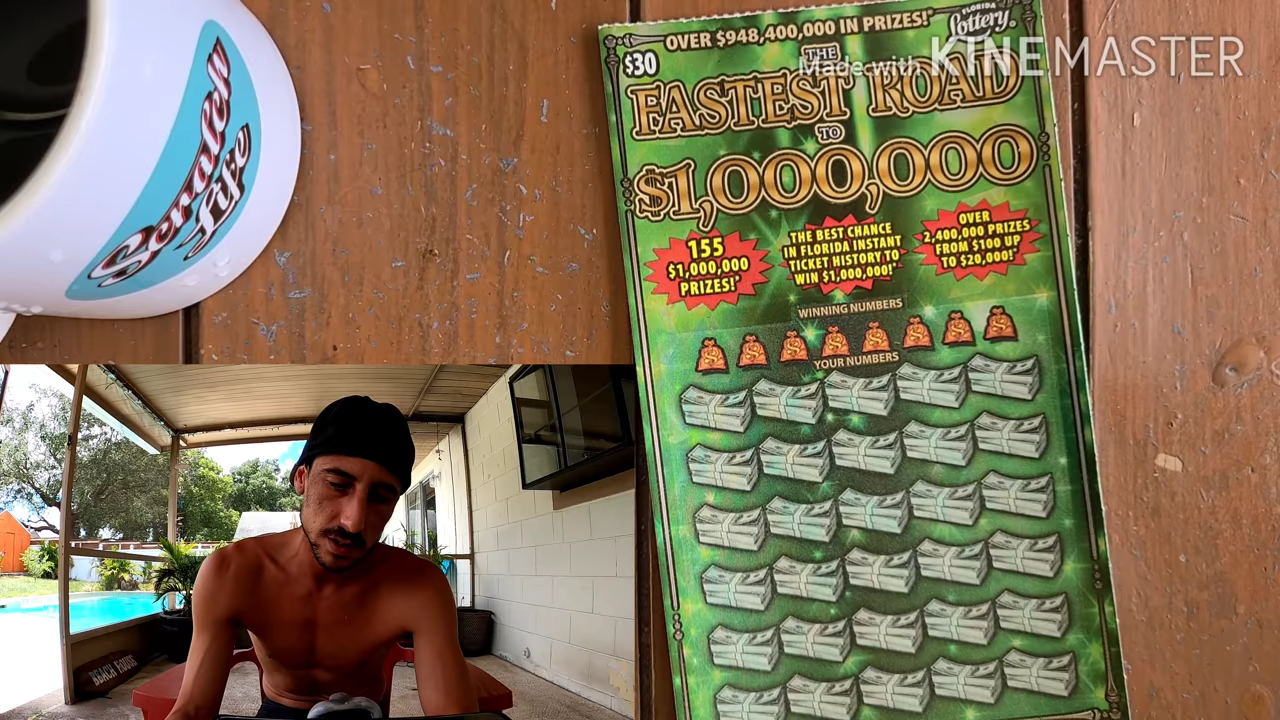 Scratch
Life
OVER $948,400,000 IN PRIZES!*
FLORIDA
Lottery
$30
THE
Made with KINEMASTER
FASTEST ROAD
TO
$1,000,000
155
$1,000,000
PRIZES!*
THE BEST CHANCE
IN FLORIDA INSTANT
TICKET HISTORY TO
WIN $1,000,000!*
OVER
2,400,000 PRIZES
FROM $100 UP
TO $20,000!*
WINNING NUMBERS
YOUR NUMBERS
BEACH HOUSE